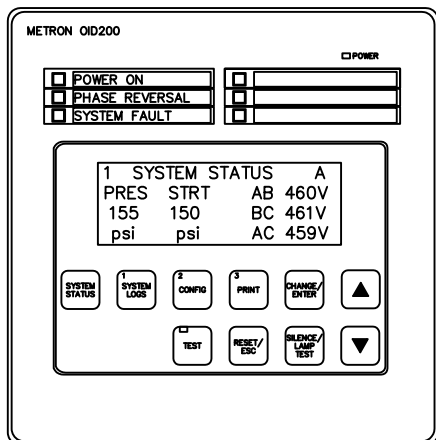 METRON OID200
POWER
POWER ON
PHASE REVERSAL
SYSTEM FAULT
1 SYSTEM STATUS A
PRES STRT AB 460V
155 150 BC 461V
psi psi AC 459V
SYSTEM STATUS
1 SYSTEM LOGS
2 CONFIG
3 PRINT
CHANGE/ ENTER
TEST
RESET/ ESC
SILENCE/ LAMP TEST